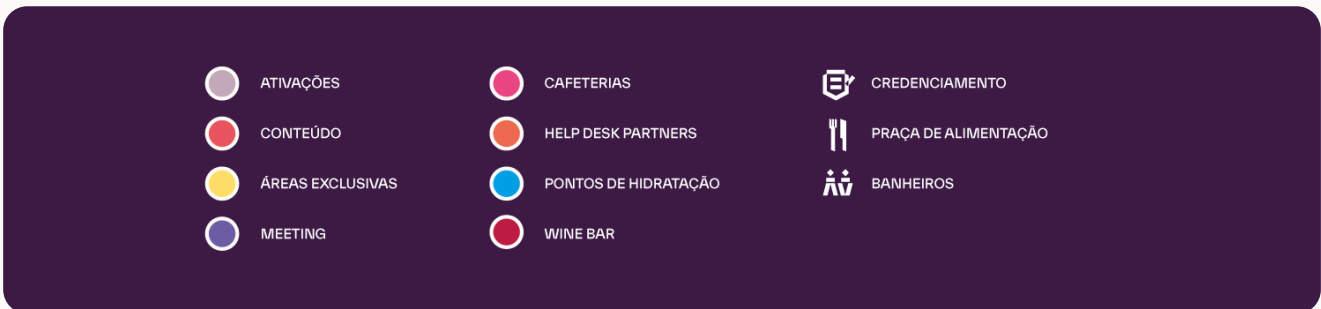 ATIVAÇÕES
CONTEÚDO
ÁREAS EXCLUSIVAS
MEETING
CAFETERIAS
HELP DESK PARTNERS
PONTOS DE HIDRATAÇÃO
WINE BAR
CREDENCIAMENTO
PRAÇA DE ALIMENTAÇÃO
BANHEIROS